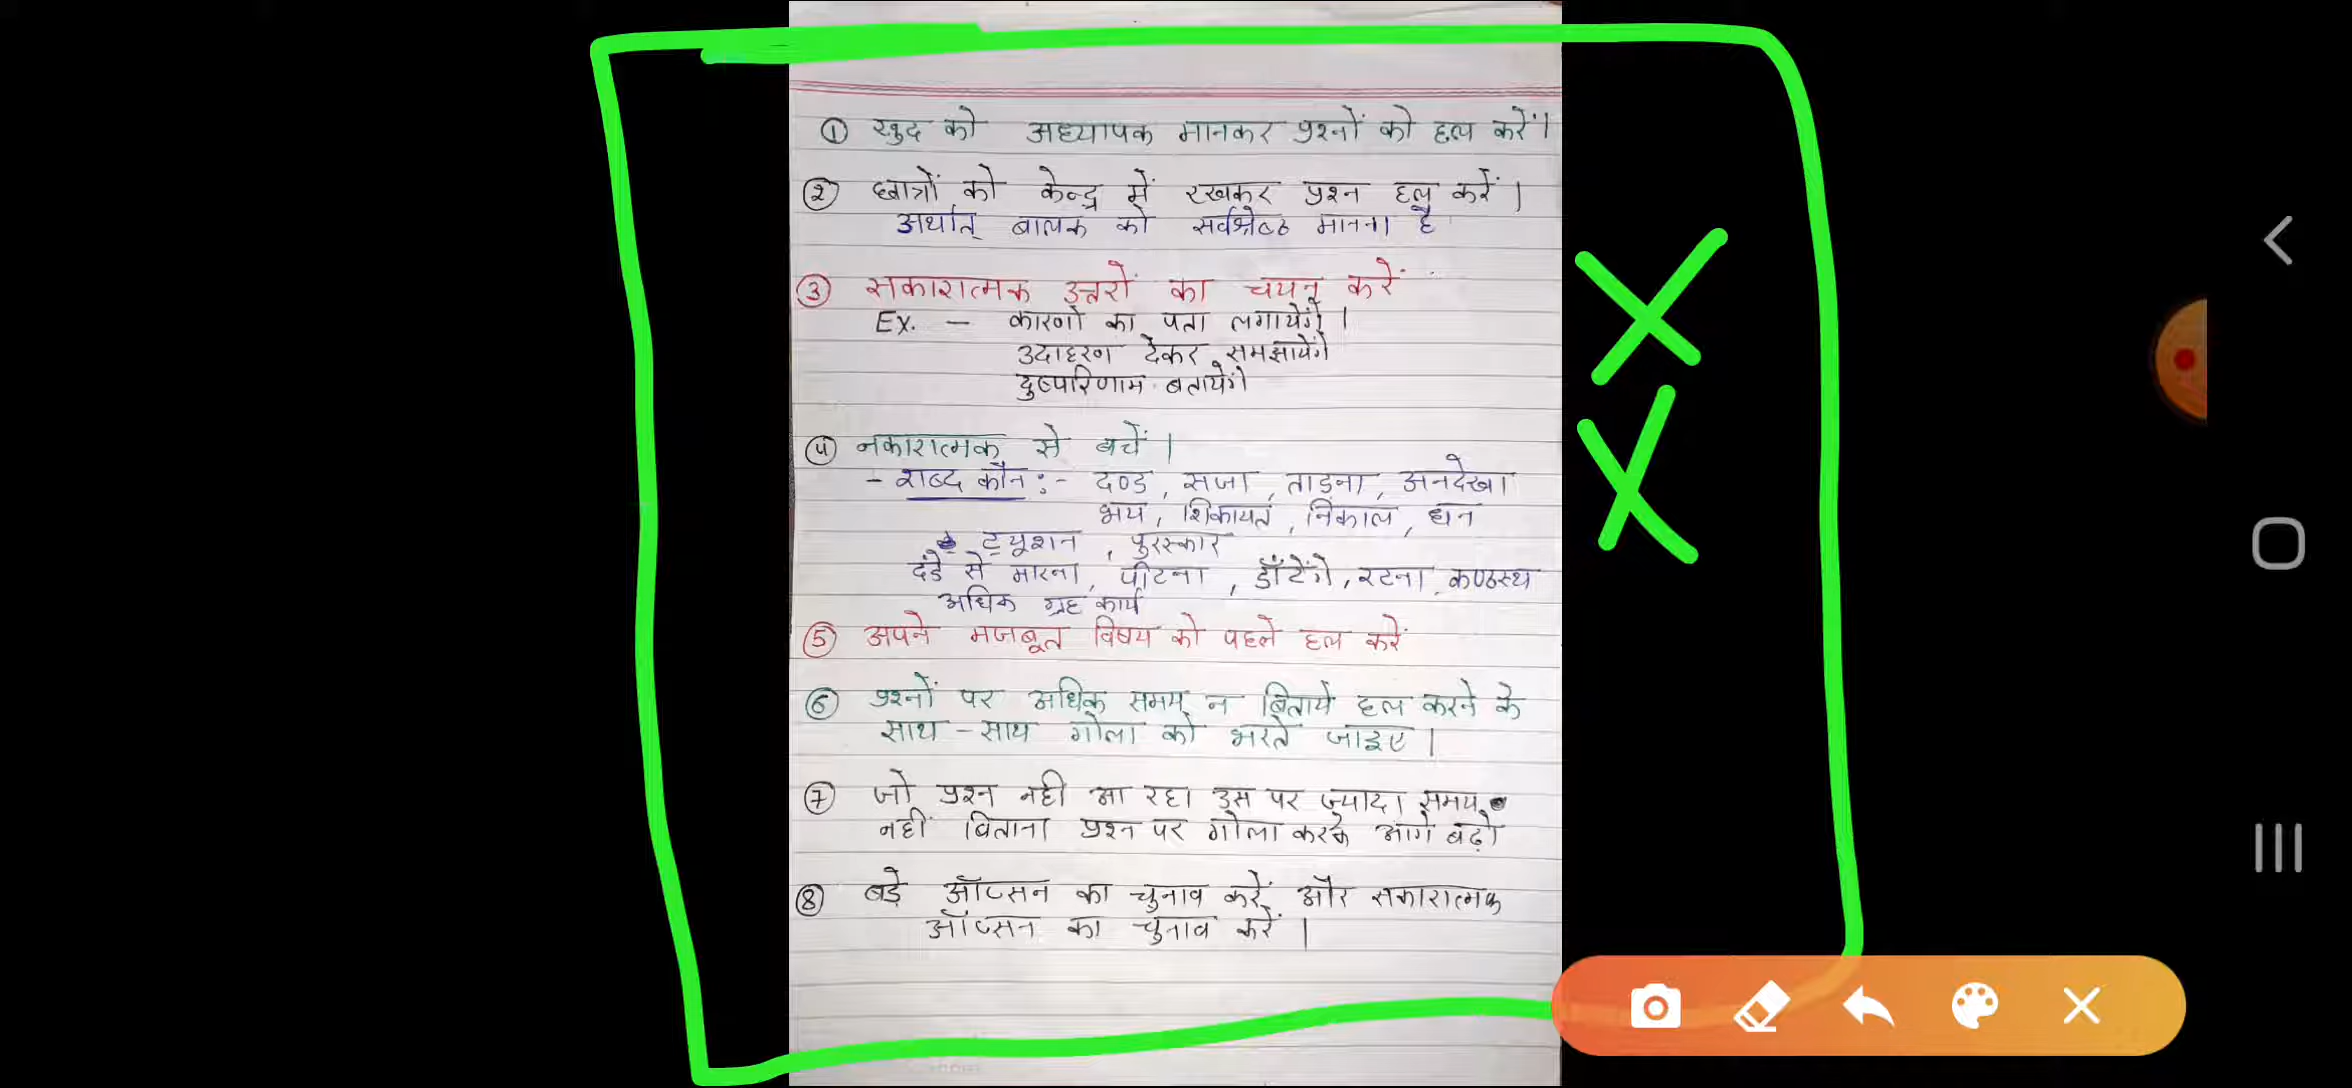 ① खुद को अध्यापक मानकर प्रश्नों को हल करें।
② छात्रों को केन्द्र में रखकर प्रश्न हल करें।
अर्थात् बालक को सर्वश्रेष्ठ मानना है
③ सकारात्मक उत्तरों का चयन करें
Ex. - कारणों का पता लगायेंगे।
उदाहरण देकर समझायेंगे
दुष्परिणाम बतायेंगे
④ नकारात्मक से बचें।
- शब्द कौन :- दण्ड, सजा, ताड़ना, अनदेखा
भय, शिकायत, निकाल, धन
ट्यूशन, पुरस्कार
दंडे से मारना, पीटना, डाँटेंगे, रटना, कण्ठस्थ
अधिक ग्रह कार्य
⑤ अपने मजबूत विषय को पहले हल करें
⑥ प्रश्नों पर अधिक समय न बितायें हल करने के
साथ-साथ गोला को भरते जाइए।
⑦ जो प्रश्न नही आ रहा उस पर ज्यादा समय
नहीं बिताना प्रश्न पर गोला करके आगे बढ़ो
⑧ बड़े ऑप्सन का चुनाव करें और सकारात्मक
ऑप्सन का चुनाव करें।